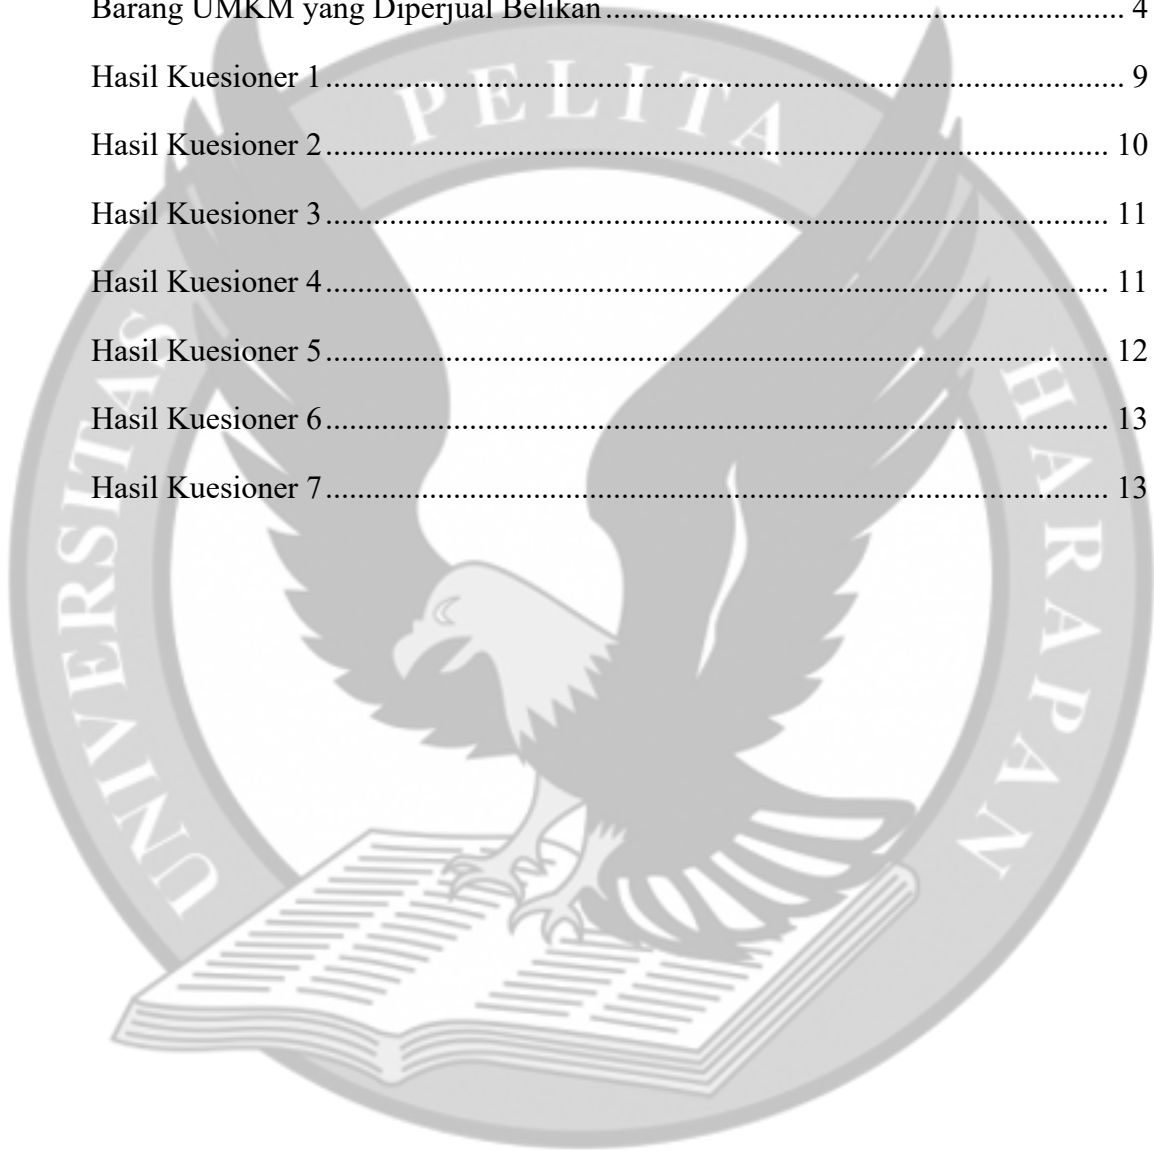 Barang UMKM yang Diperjual Belikan................................................................. 4
Hasil Kuesioner 1.................................................................................................... 9
Hasil Kuesioner 2.................................................................................................. 10
Hasil Kuesioner 3.................................................................................................. 11
Hasil Kuesioner 4.................................................................................................. 11
Hasil Kuesioner 5.................................................................................................. 12
Hasil Kuesioner 6.................................................................................................. 13
Hasil Kuesioner 7.................................................................................................. 13
UNIVERSITAS
PELITA
HARAPAN